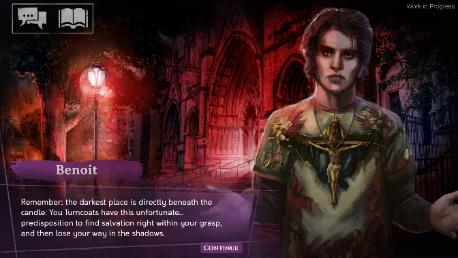 Work in Progress
Benoit
Remember: the darkest place is directly beneath the
candle. You Turncoats have this unfortunate...
predisposition to find salvation right within your grasp,
and then lose your way in the shadows.
CONTINUE